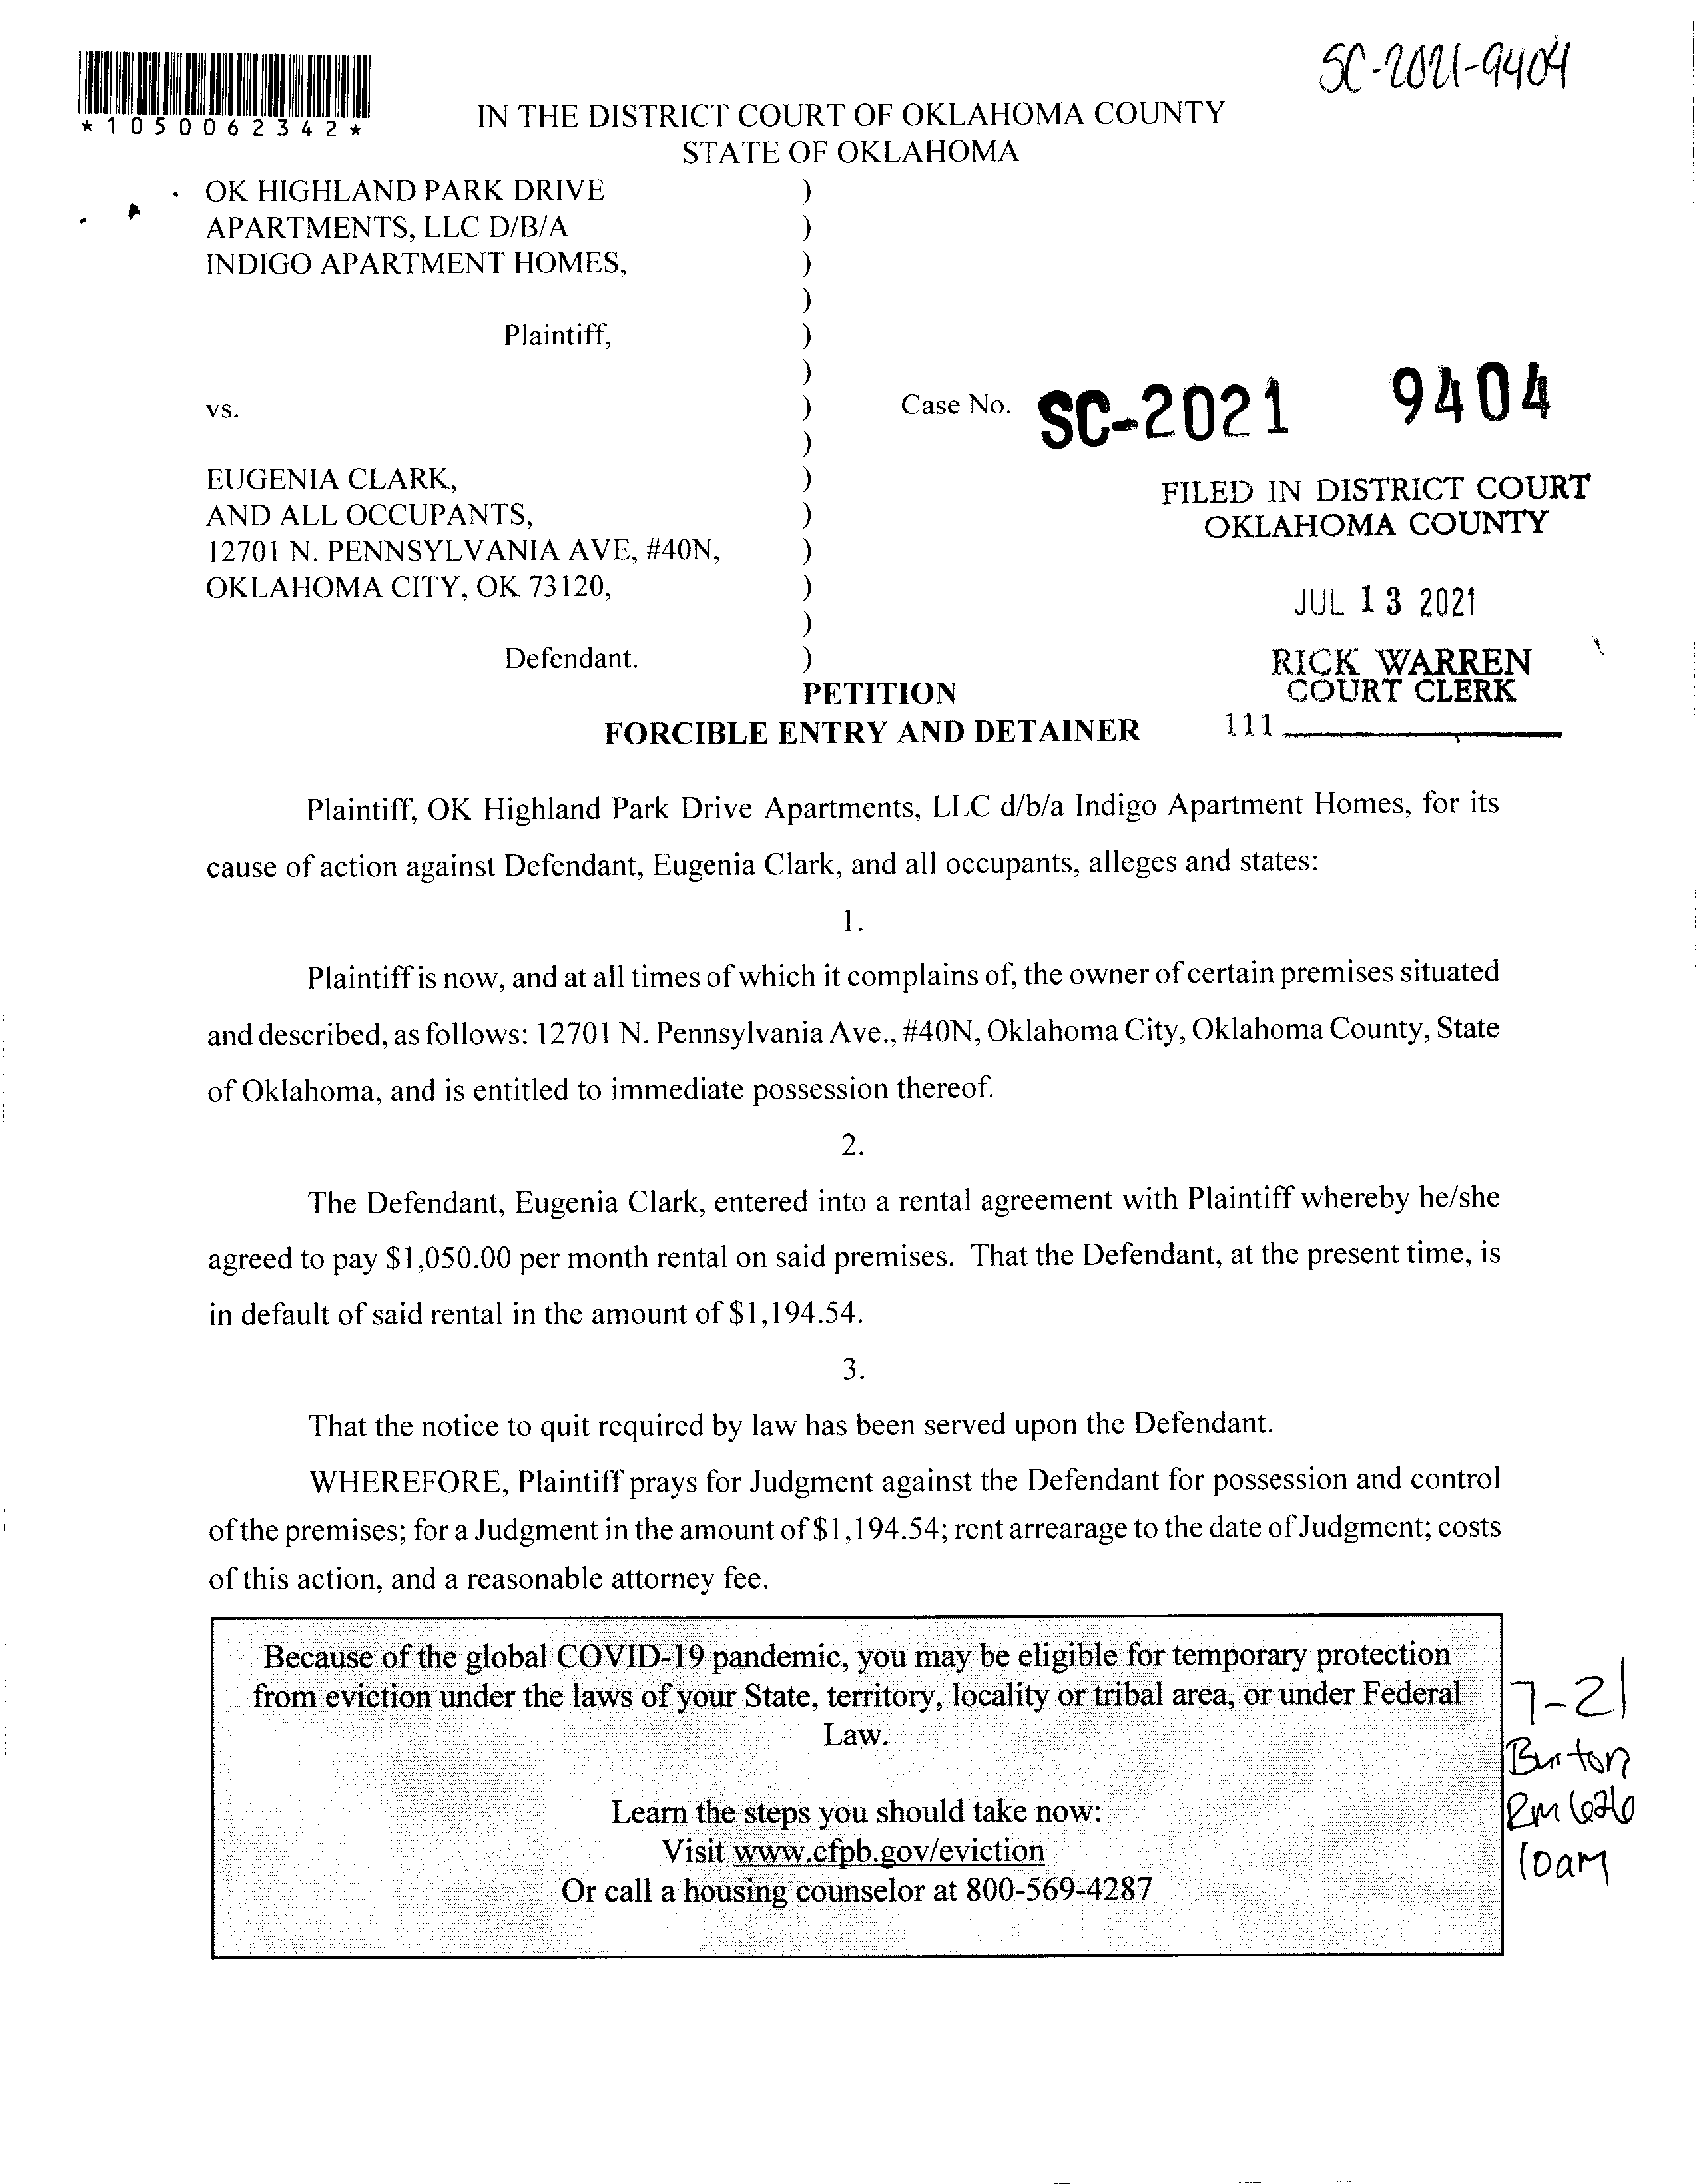 SC-2021-9404
*1050062342*
IN THE DISTRICT COURT OF OKLAHOMA COUNTY
STATE OF OKLAHOMA
OK HIGHLAND PARK DRIVE )
APARTMENTS, LLC D/B/A )
INDIGO APARTMENT HOMES, )
)
Plaintiff, )
)
vs. ) Case No. SC-2021 9404
)
EUGENIA CLARK, )
AND ALL OCCUPANTS, )
12701 N. PENNSYLVANIA AVE, #40N, )
OKLAHOMA CITY, OK 73120, )
)
Defendant. )
FILED IN DISTRICT COURT
OKLAHOMA COUNTY
JUL 13 2021
RICK WARREN
COURT CLERK
111
PETITION
FORCIBLE ENTRY AND DETAINER
Plaintiff, OK Highland Park Drive Apartments, LLC d/b/a Indigo Apartment Homes, for its
cause of action against Defendant, Eugenia Clark, and all occupants, alleges and states:
1.
Plaintiff is now, and at all times of which it complains of, the owner of certain premises situated
and described, as follows: 12701 N. Pennsylvania Ave., #40N, Oklahoma City, Oklahoma County, State
of Oklahoma, and is entitled to immediate possession thereof.
2.
The Defendant, Eugenia Clark, entered into a rental agreement with Plaintiff whereby he/she
agreed to pay $1,050.00 per month rental on said premises. That the Defendant, at the present time, is
in default of said rental in the amount of $1,194.54.
3.
That the notice to quit required by law has been served upon the Defendant.
WHEREFORE, Plaintiff prays for Judgment against the Defendant for possession and control
of the premises; for a Judgment in the amount of $1,194.54; rent arrearage to the date of Judgment; costs
of this action, and a reasonable attorney fee.
Because of the global COVID-19 pandemic, you may be eligible for temporary protection
from eviction under the laws of your State, territory, locality or tribal area, or under Federal
Law.
Learn the steps you should take now:
Visit www.cfpb.gov/eviction
Or call a housing counselor at 800-569-4287
7-21
Burton
Rm 626
10am